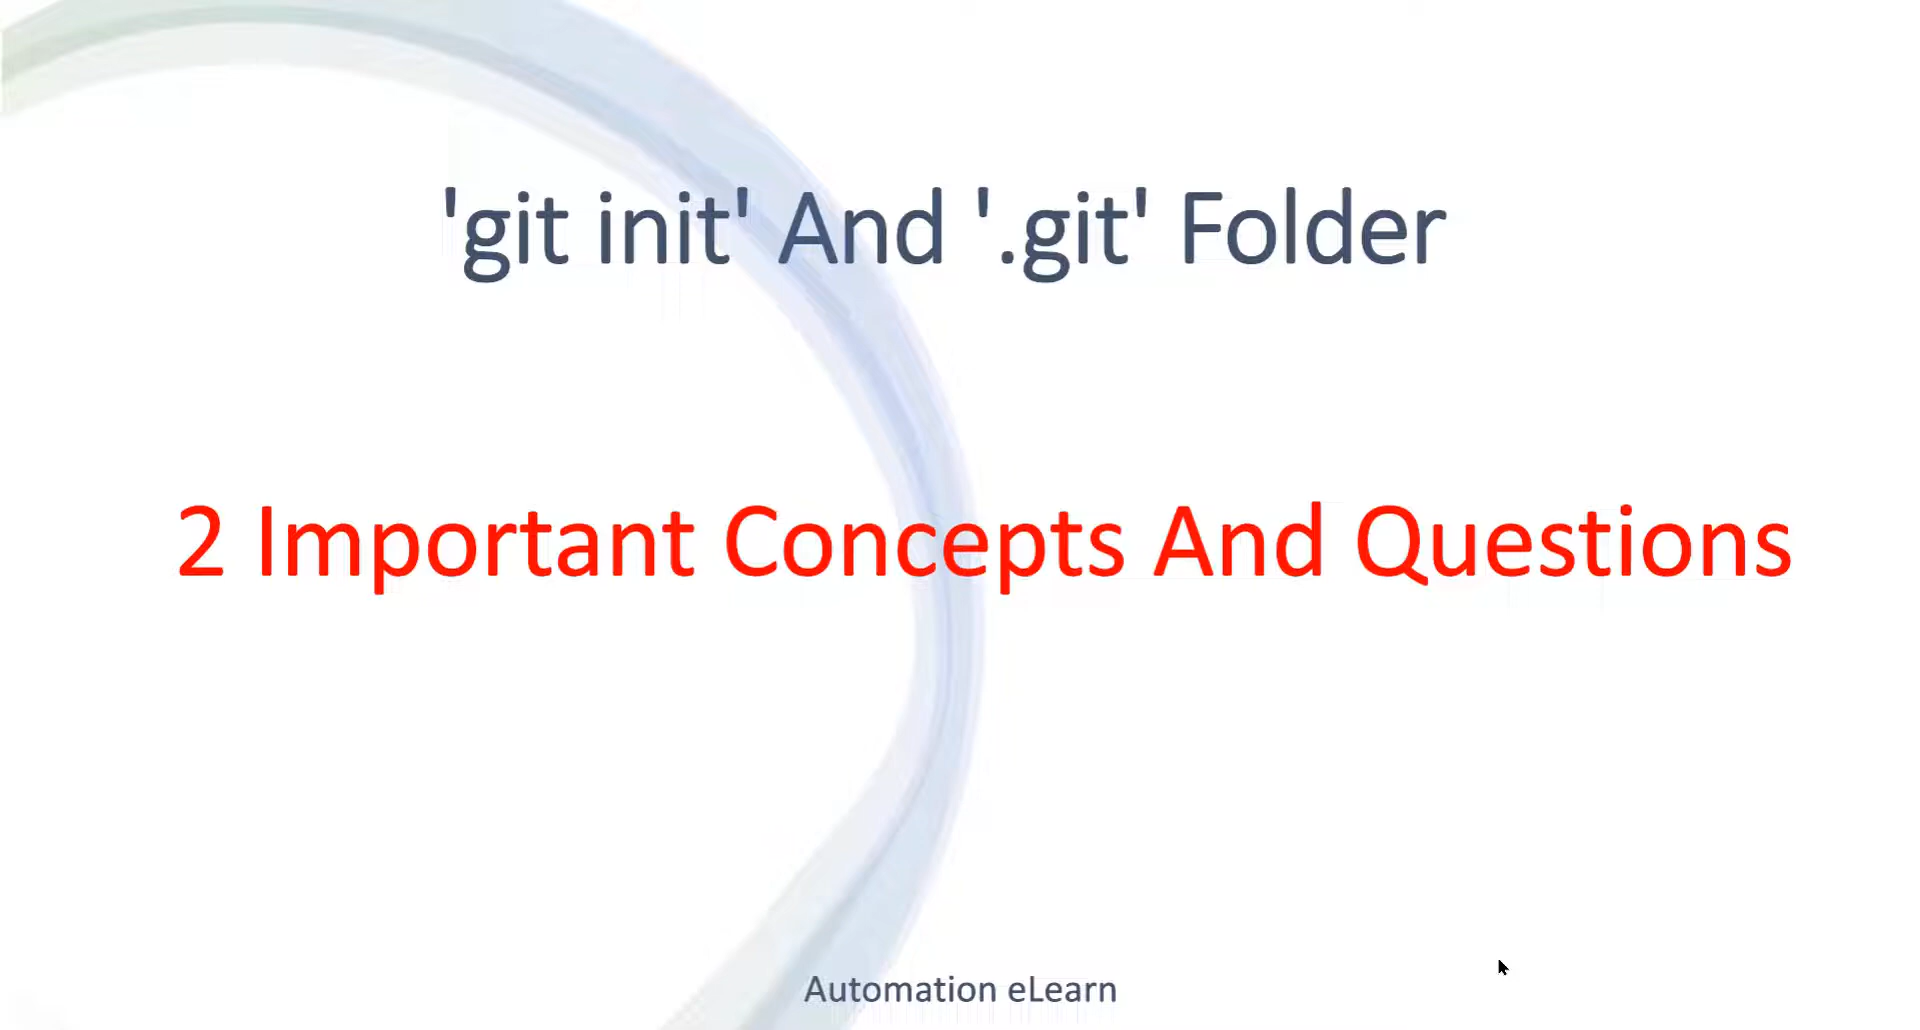 'git init' And '.git' Folder
2 Important Concepts And Questions
Automation eLearn